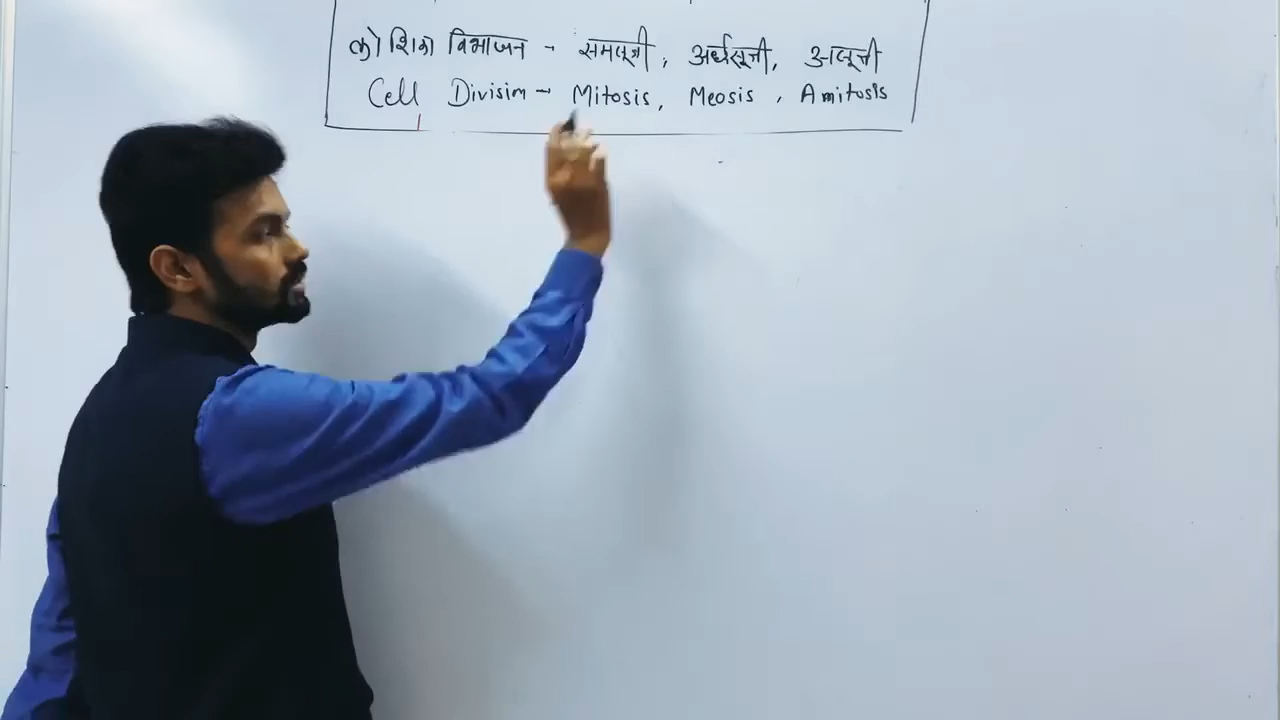 कोशिका विभाजन - समसूत्री, अर्धसूत्री, असूत्री
Cell Division - Mitosis, Meosis, Amitosis